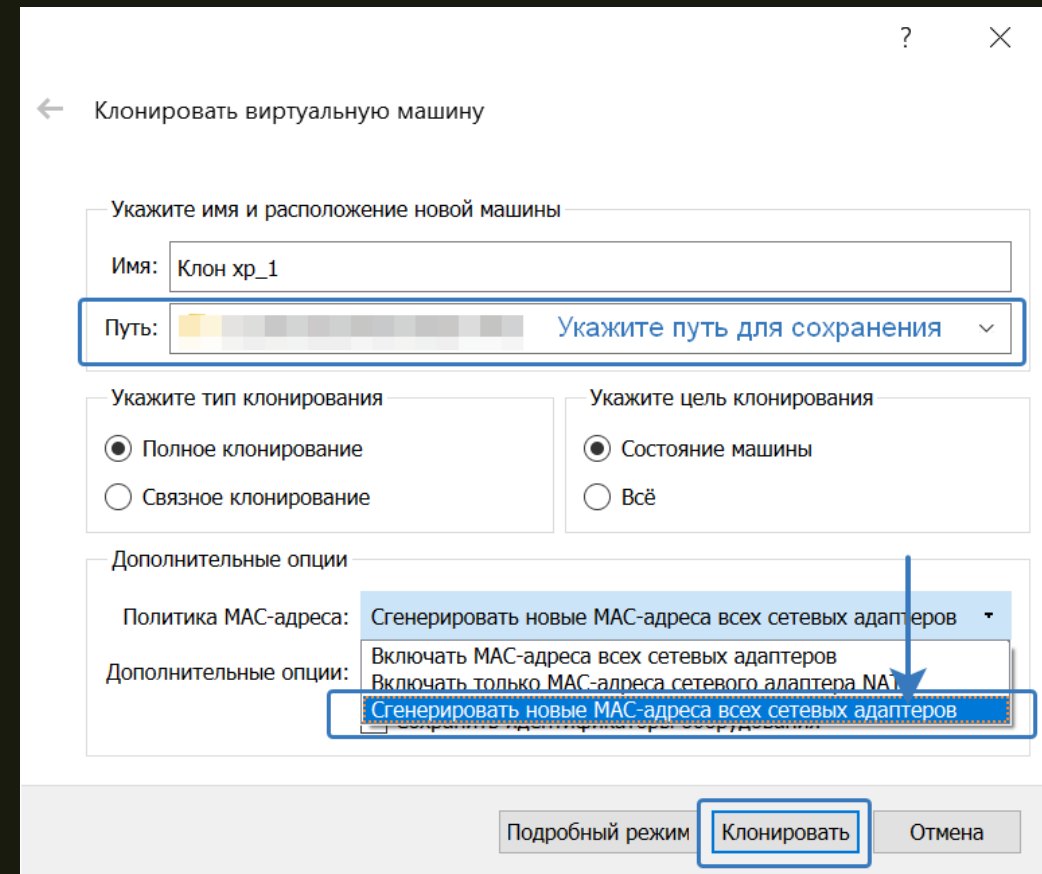 ?
Клонировать виртуальную машину
Укажите имя и расположение новой машины
Имя: Клон xp_1
Путь: Укажите путь для сохранения
Укажите тип клонирования
Полное клонирование
Связное клонирование
Укажите цель клонирования
Состояние машины
Всё
Дополнительные опции
Политика MAC-адреса: Сгенерировать новые MAC-адреса всех сетевых адаптеров
Включать MAC-адреса всех сетевых адаптеров
Дополнительные опции:
Включать только MAC-адреса сетевого адаптера NAT
Сгенерировать новые MAC-адреса всех сетевых адаптеров
Подробный режим
Клонировать
Отмена